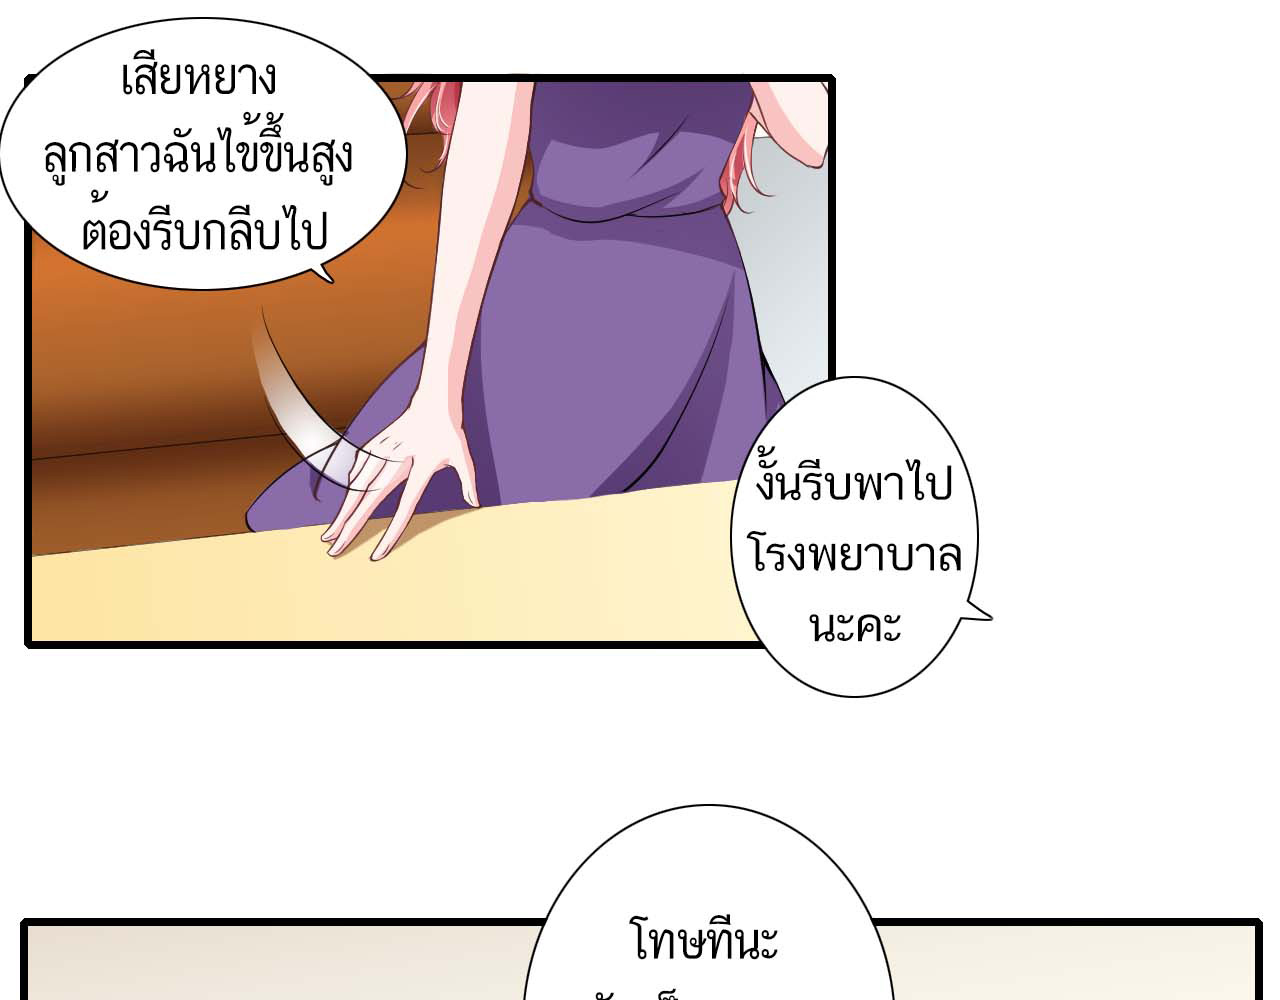 เสียหยาง
ลูกสาวฉันไข้ขึ้นสูง
ต้องรีบกลีบไป
งั้นรีบพาไป
โรงพยาบาล
นะคะ
โทษทีนะ